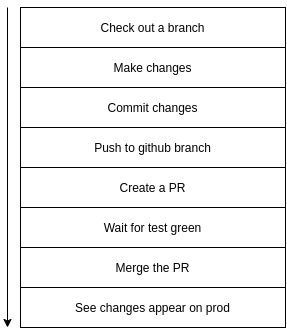 Check out a branch
Make changes
Commit changes
Push to github branch
Create a PR
Wait for test green
Merge the PR
See changes appear on prod